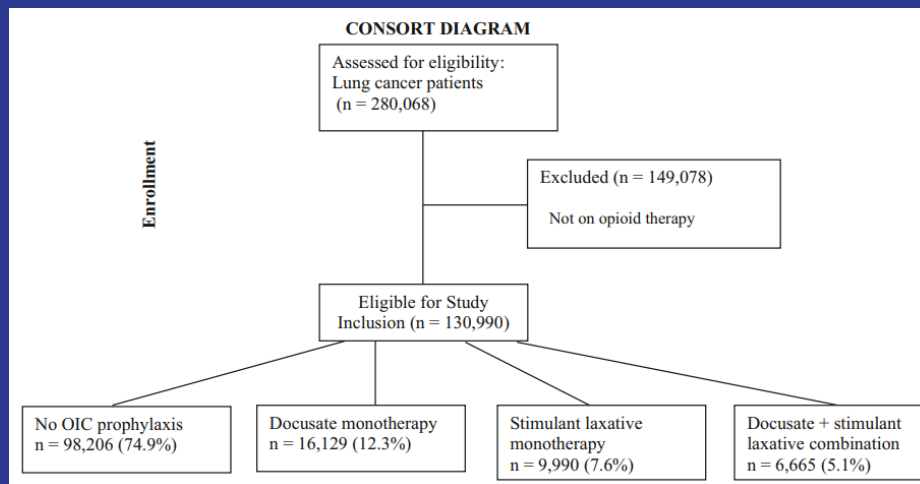 CONSORT DIAGRAM
Assessed for eligibility:
Lung cancer patients
(n = 280,068)
Enrollment
Excluded (n = 149,078)
Not on opioid therapy
Eligible for Study
Inclusion (n = 130,990)
No OIC prophylaxis
n = 98,206 (74.9%)
Docusate monotherapy
n = 16,129 (12.3%)
Stimulant laxative
monotherapy
n = 9,990 (7.6%)
Docusate + stimulant
laxative combination
n = 6,665 (5.1%)